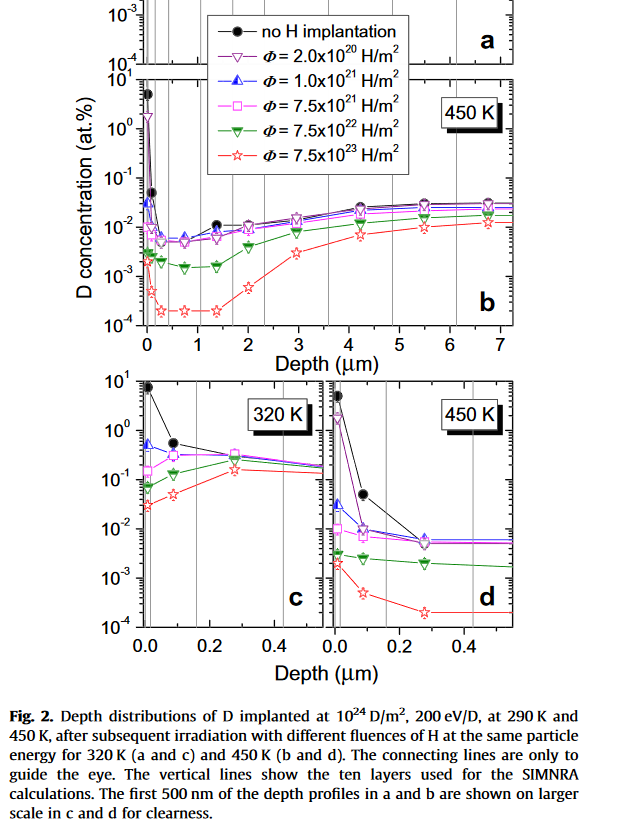 10⁻³
a
10⁻⁴
no H implantation
Φ = 2.0x10²⁰ H/m²
Φ = 1.0x10²¹ H/m²
Φ = 7.5x10²¹ H/m²
Φ = 7.5x10²² H/m²
Φ = 7.5x10²³ H/m²
10¹
10⁰
10⁻¹
10⁻²
10⁻³
10⁻⁴
D concentration (at.%)
450 K
b
0 1 2 3 4 5 6 7
Depth (μm)
10¹
10⁰
10⁻¹
10⁻²
10⁻³
10⁻⁴
320 K
c
0.0 0.2 0.4
450 K
d
0.0 0.2 0.4
Depth (μm)
Fig. 2. Depth distributions of D implanted at 10²⁴ D/m², 200 eV/D, at 290 K and
450 K, after subsequent irradiation with different fluences of H at the same particle
energy for 320 K (a and c) and 450 K (b and d). The connecting lines are only to
guide the eye. The vertical lines show the ten layers used for the SIMNRA
calculations. The first 500 nm of the depth profiles in a and b are shown on larger
scale in c and d for clearness.